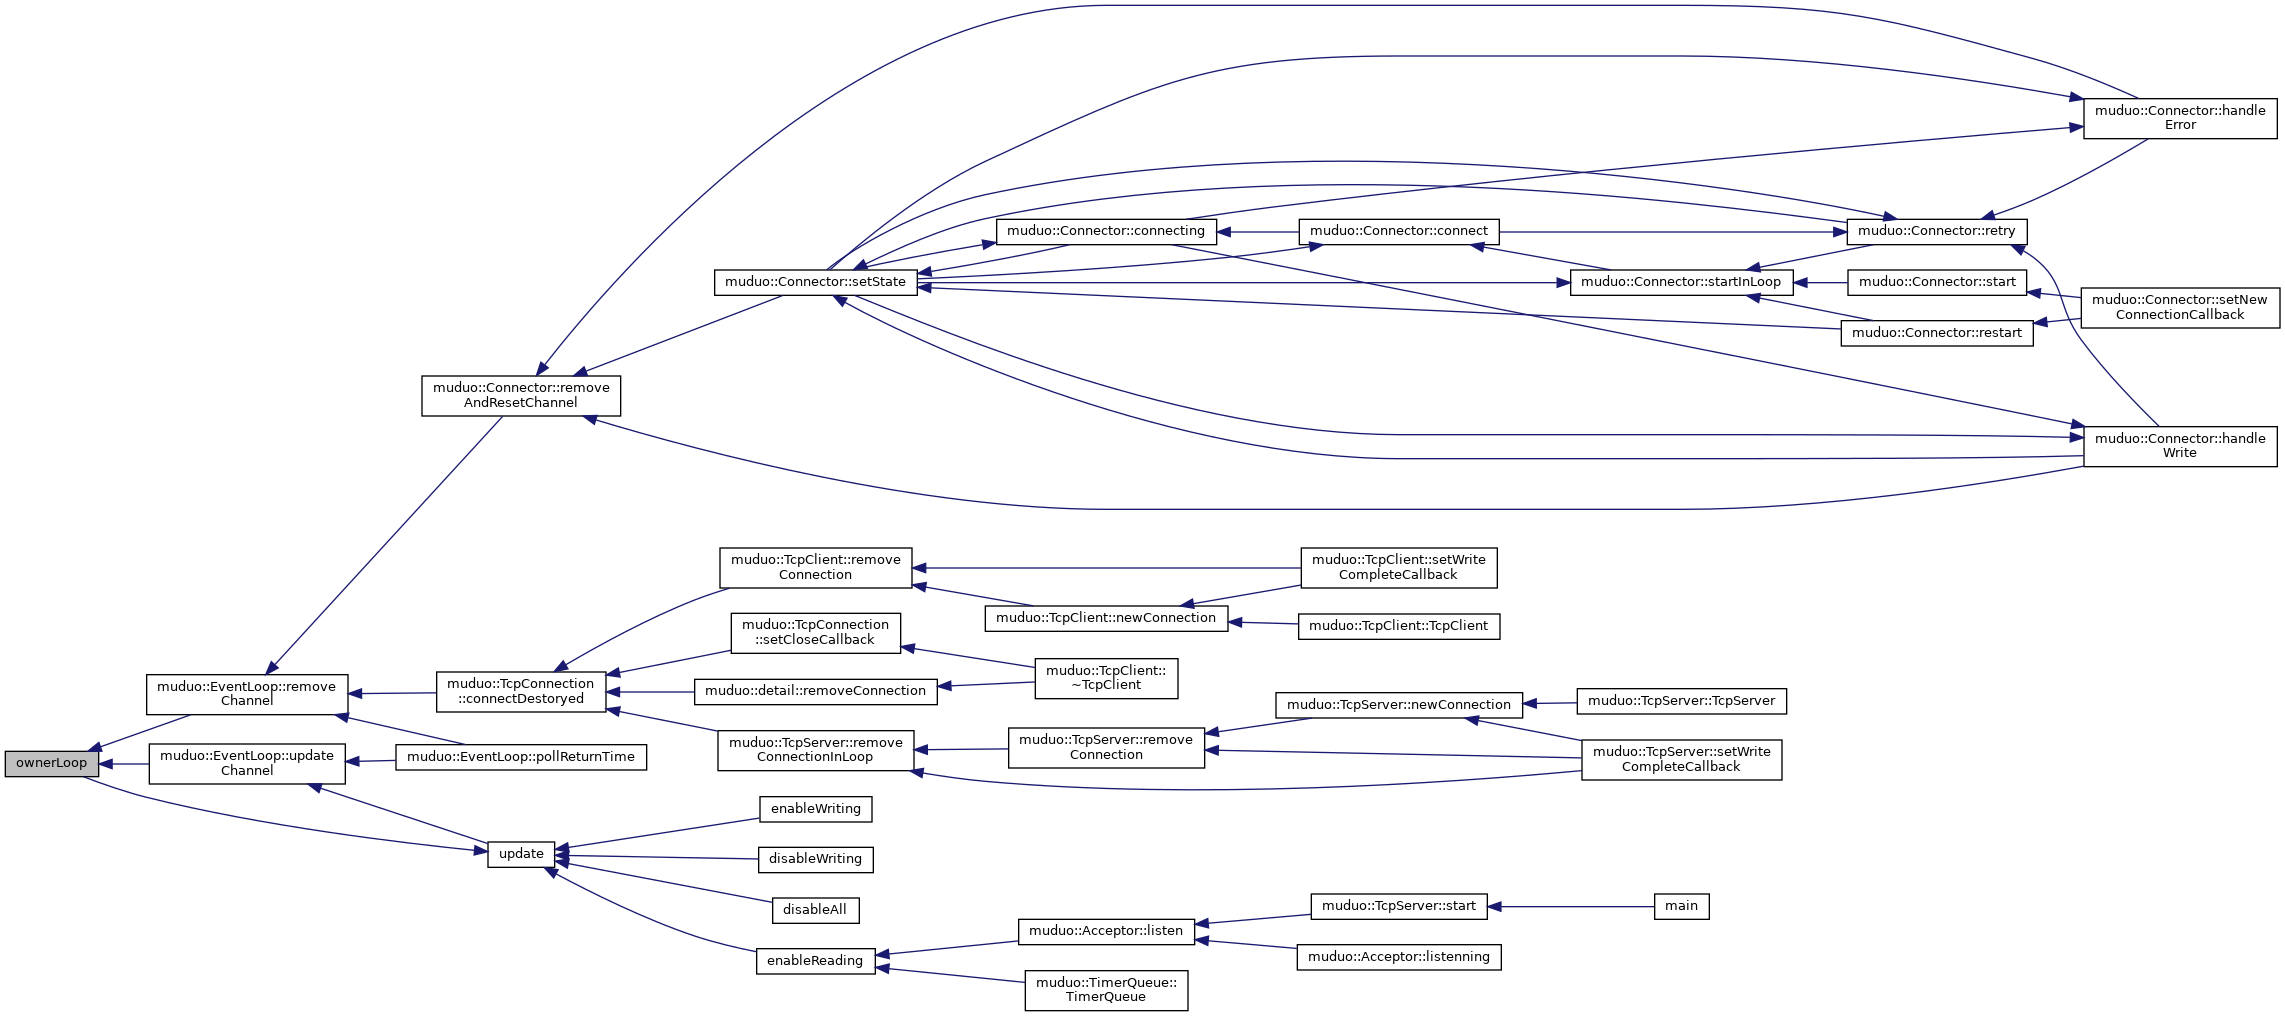 muduo::Connector::handle
Error
muduo::Connector::connecting
muduo::Connector::connect
muduo::Connector::retry
muduo::Connector::setState
muduo::Connector::startInLoop
muduo::Connector::start
muduo::Connector::setNew
ConnectionCallback
muduo::Connector::restart
muduo::Connector::remove
AndResetChannel
muduo::Connector::handle
Write
muduo::TcpClient::remove
Connection
muduo::TcpClient::setWrite
CompleteCallback
muduo::TcpClient::newConnection
muduo::TcpClient::TcpClient
muduo::TcpConnection
::setCloseCallback
muduo::TcpClient::
~TcpClient
muduo::EventLoop::remove
Channel
muduo::TcpConnection
::connectDestoryed
muduo::detail::removeConnection
muduo::TcpServer::newConnection
muduo::TcpServer::TcpServer
muduo::TcpServer::remove
ConnectionInLoop
muduo::TcpServer::remove
Connection
muduo::TcpServer::setWrite
CompleteCallback
ownerLoop
muduo::EventLoop::update
Channel
muduo::EventLoop::pollReturnTime
enableWriting
update
disableWriting
disableAll
muduo::TcpServer::start
main
muduo::Acceptor::listen
muduo::Acceptor::listenning
enableReading
muduo::TimerQueue::
TimerQueue